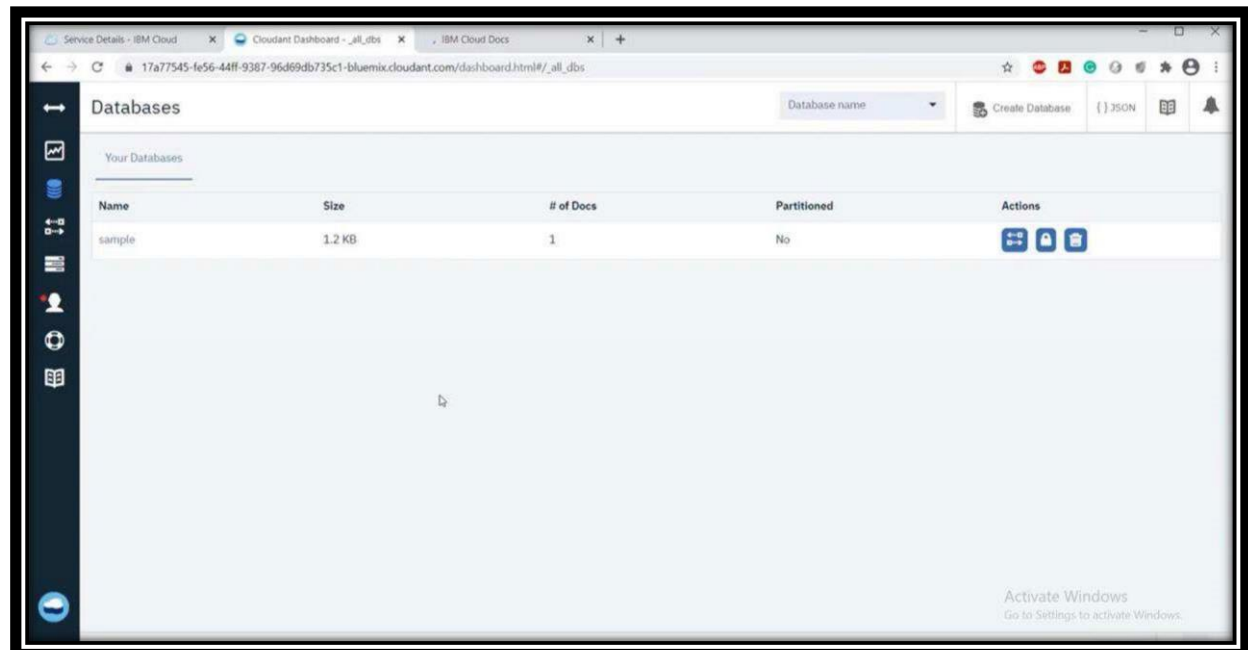 Service Details - IBM Cloud
Cloudant Dashboard - _all_dbs
IBM Cloud Docs
17a77545-fe56-44ff-9387-96d69db735c1-bluemix.cloudant.com/dashboard.html#/_all_dbs
Databases
Database name
Create Database
{ } JSON
Your Databases
Name Size # of Docs Partitioned Actions
sample 1.2 KB 1 No
Activate Windows
Go to Settings to activate Windows.